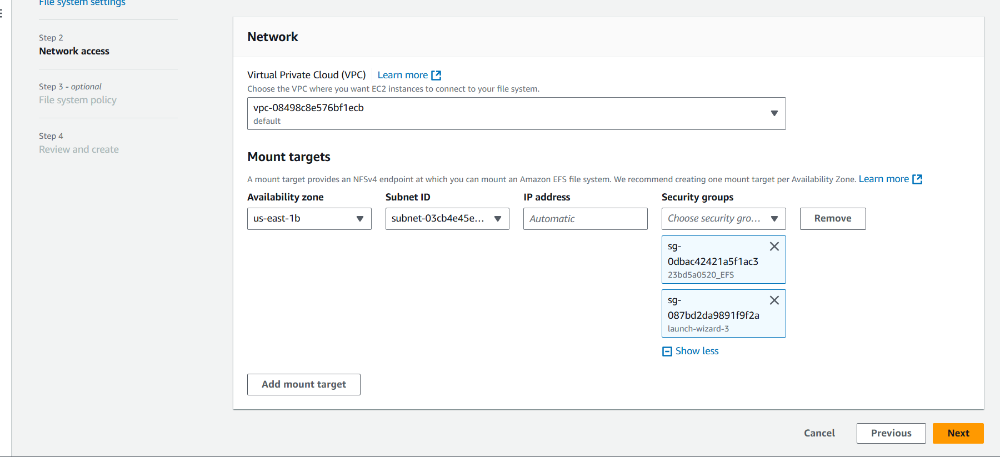 File system settings
Step 2
Network access
Step 3 - optional
File system policy
Step 4
Review and create
Network
Virtual Private Cloud (VPC) Learn more
Choose the VPC where you want EC2 instances to connect to your file system.
vpc-08498c8e576bf1ecb
default
Mount targets
A mount target provides an NFSv4 endpoint at which you can mount an Amazon EFS file system. We recommend creating one mount target per Availability Zone. Learn more
Availability zone Subnet ID IP address Security groups
us-east-1b subnet-03cb4e45e... Automatic Choose security gro... Remove
sg-
0dbac42421a5f1ac3
23bd5a0520_EFS
sg-
087bd2da9891f9f2a
launch-wizard-3
Show less
Add mount target
Cancel Previous Next